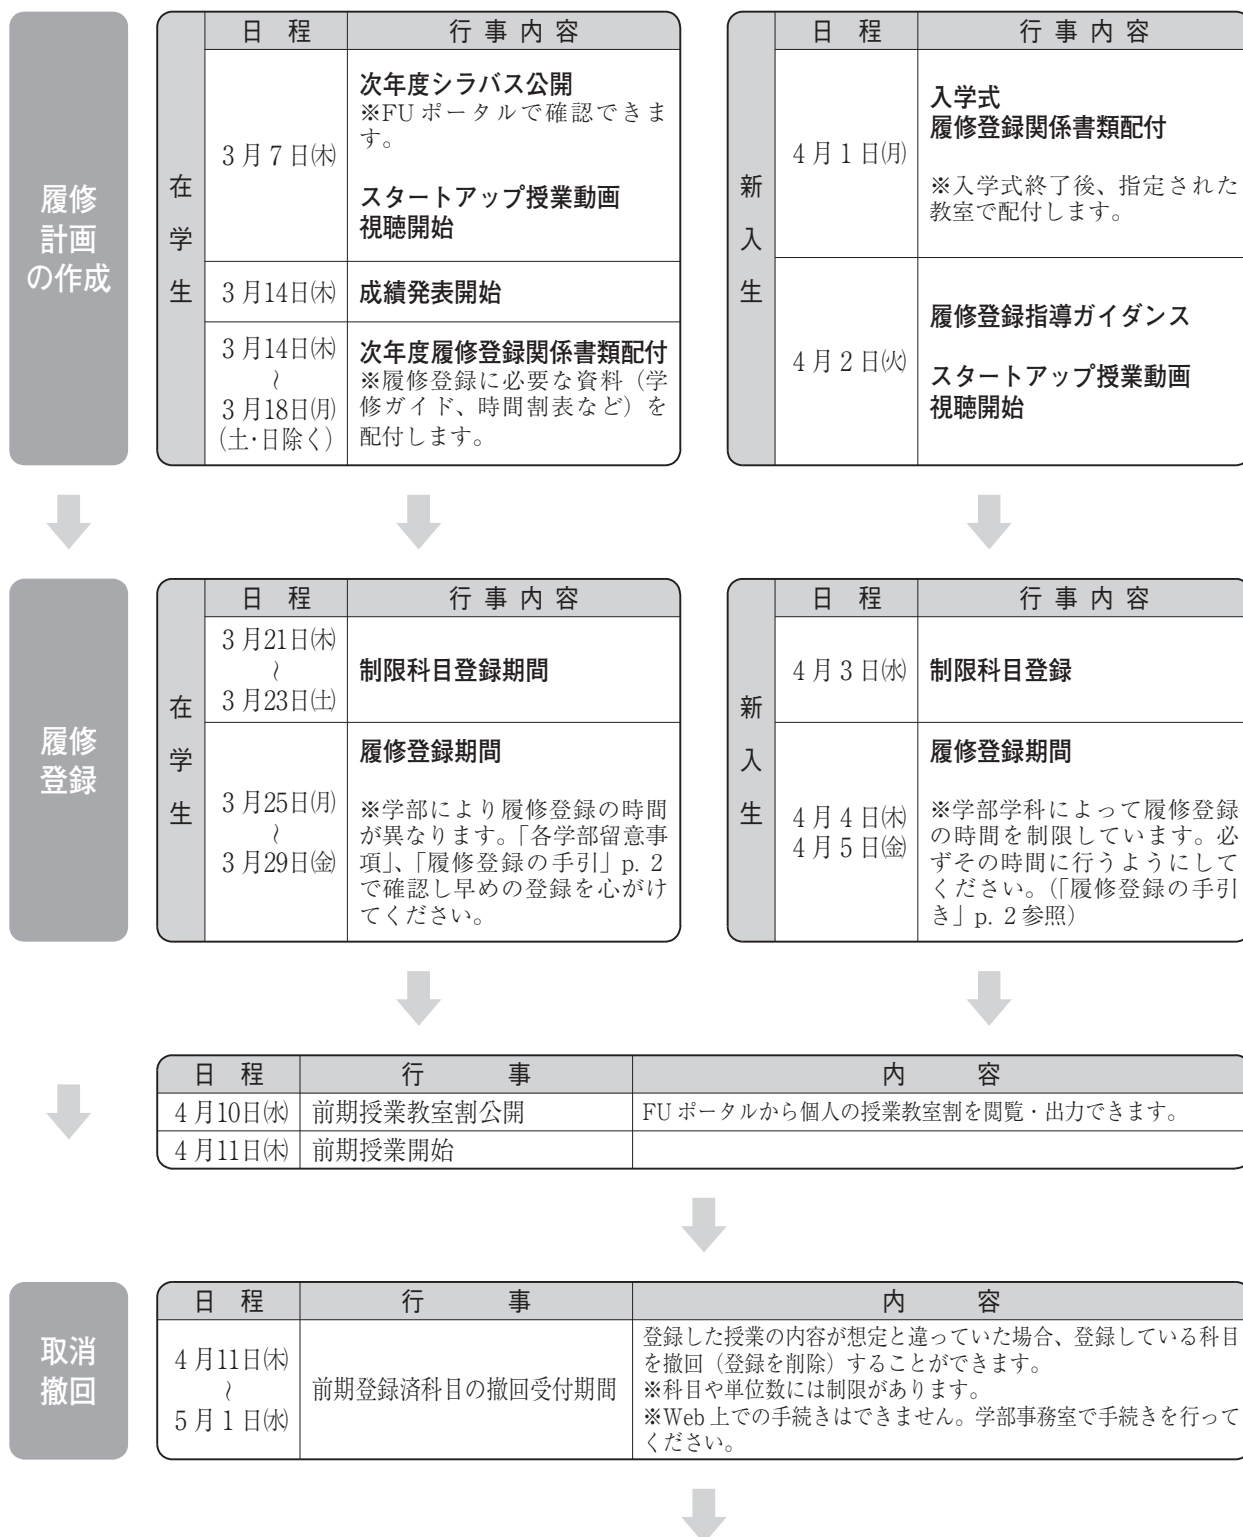 履修
計画
の作成
在学生
日　程
行 事 内 容
3月7日㈭
次年度シラバス公開
※FUポータルで確認できま
す。
スタートアップ授業動画
視聴開始
3月14日㈭
成績発表開始
3月14日㈭
〜
3月18日㈪
（土・日除く）
次年度履修登録関係書類配付
※履修登録に必要な資料（学
修ガイド、時間割表など）を
配付します。
新入生
日　程
行 事 内 容
4月1日㈪
入学式
履修登録関係書類配付
※入学式終了後、指定された
教室で配付します。
4月2日㈫
履修登録指導ガイダンス
スタートアップ授業動画
視聴開始
履修
登録
在学生
日　程
行 事 内 容
3月21日㈭
〜
3月23日㈯
制限科目登録期間
3月25日㈪
〜
3月29日㈮
履修登録期間
※学部により履修登録の時間
が異なります。「各学部留意事
項」、「履修登録の手引」p. 2
で確認し早めの登録を心がけ
てください。
新入生
日　程
行 事 内 容
4月3日㈬
制限科目登録
4月4日㈭
4月5日㈮
履修登録期間
※学部学科によって履修登録
の時間を制限しています。必
ずその時間に行うようにして
ください。（「履修登録の手引
き」p. 2参照）
日　程
行　　事
内　　容
4月10日㈬
前期授業教室割公開
FUポータルから個人の授業教室割を閲覧・出力できます。
4月11日㈭
前期授業開始
取消
撤回
日　程
行　　事
内　　容
4月11日㈭
〜
5月1日㈬
前期登録済科目の撤回受付期間
登録した授業の内容が想定と違っていた場合、登録している科目
を撤回（登録を削除）することができます。
※科目や単位数には制限があります。
※Web上での手続きはできません。学部事務室で手続きを行って
ください。